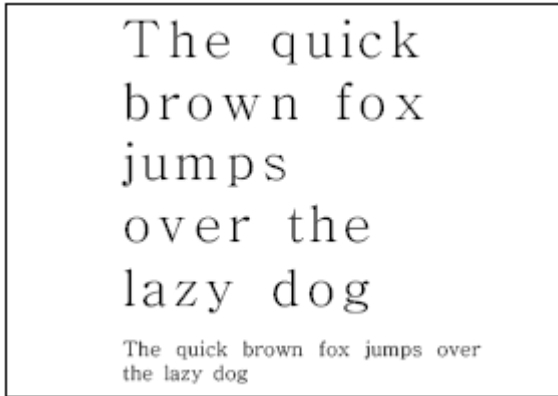 The quick
brown fox
jumps
over the
lazy dog
The quick brown fox jumps over
the lazy dog